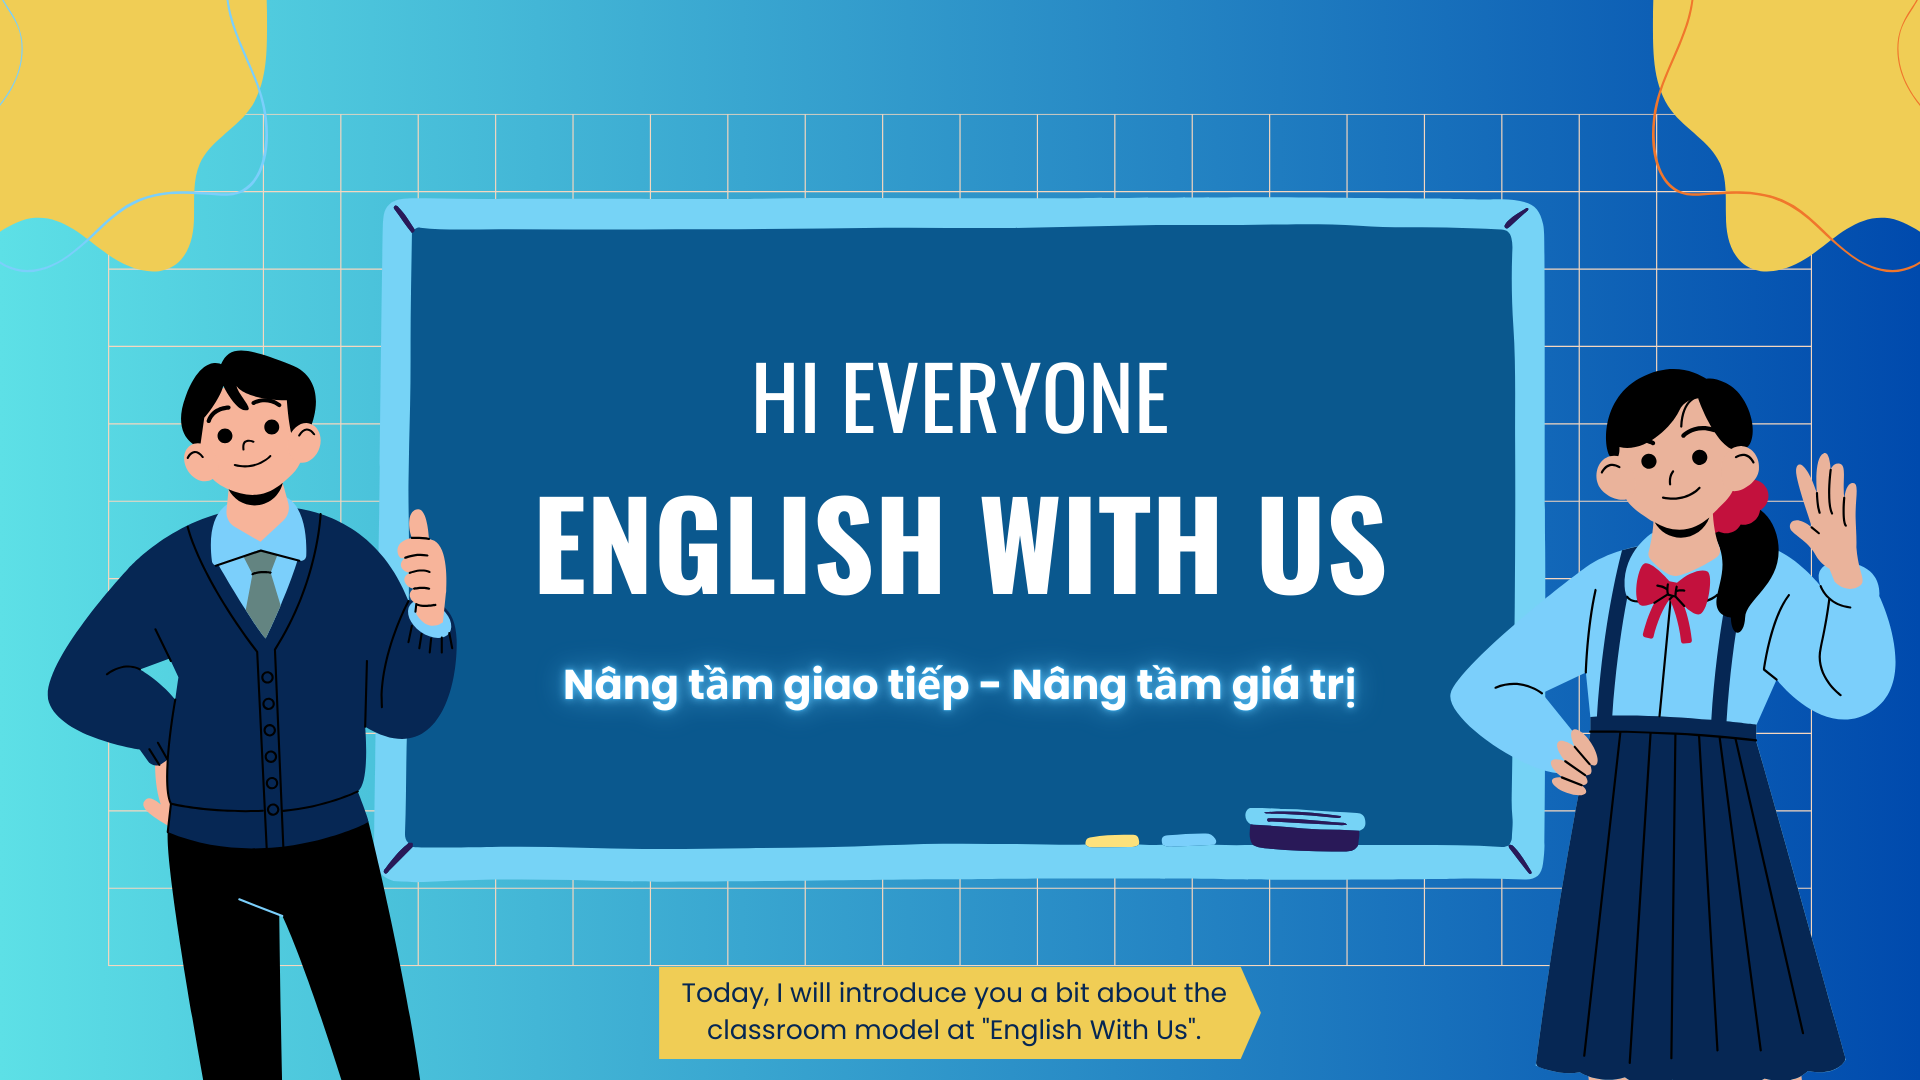 HI EVERYONE
ENGLISH WITH US
Nâng tầm giao tiếp - Nâng tầm giá trị
Today, I will introduce you a bit about the
classroom model at "English With Us".